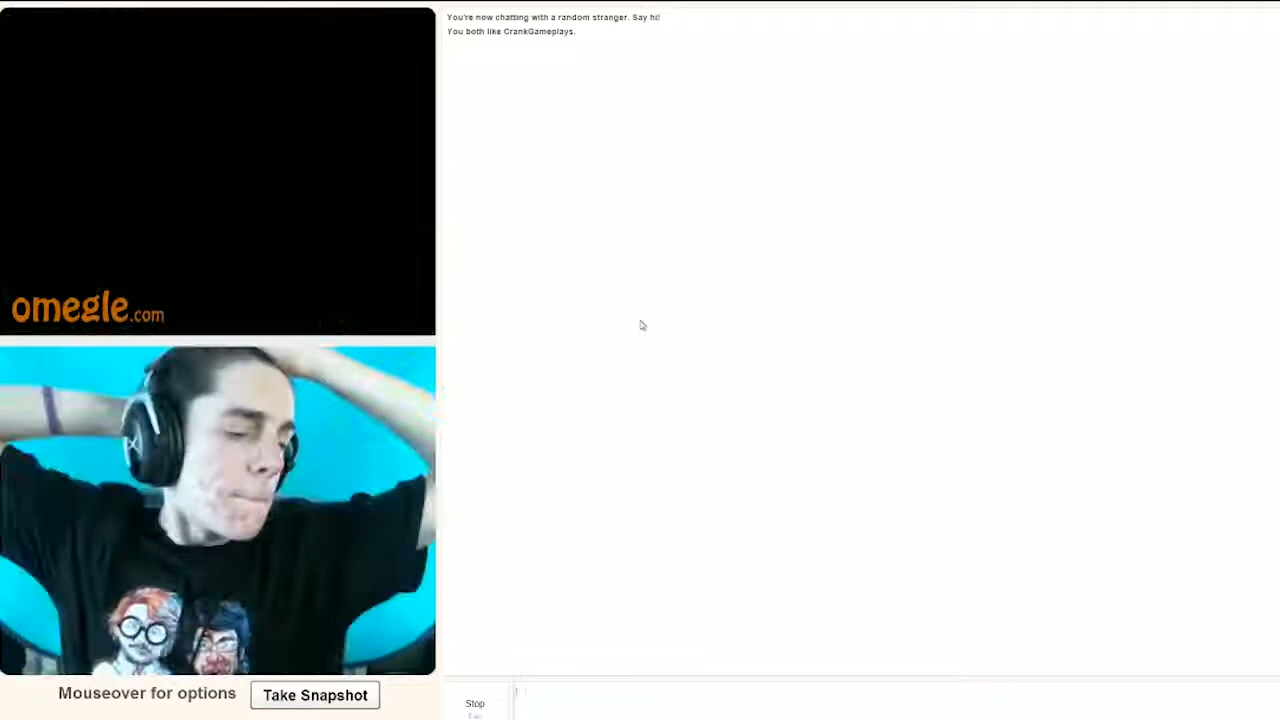 You're now chatting with a random stranger. Say hi!
You both like CrankGameplays.
omegle.com
Mouseover for options
Take Snapshot
Stop
Esc